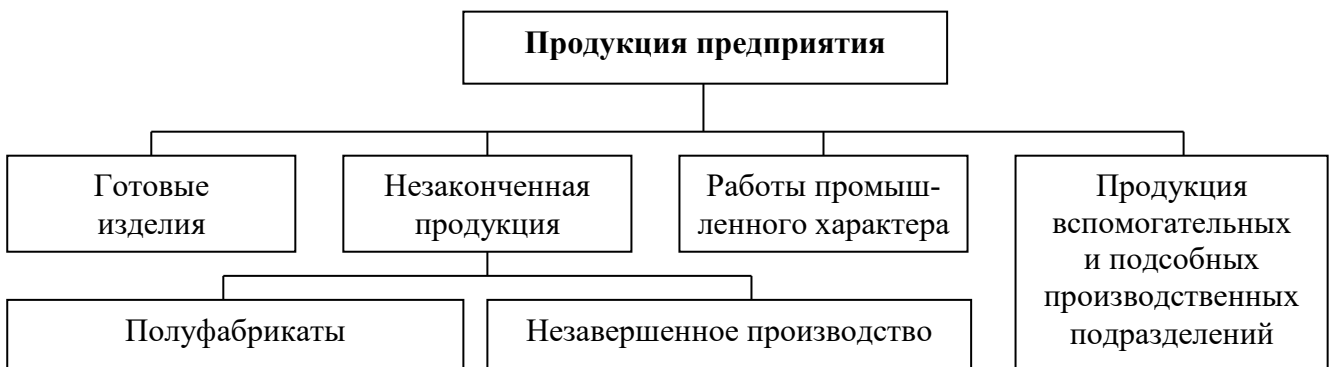 Продукция предприятия
Готовые
изделия
Незаконченная
продукция
Работы промыш-
ленного характера
Продукция
вспомогательных
и подсобных
производственных
подразделений
Полуфабрикаты
Незавершенное производство